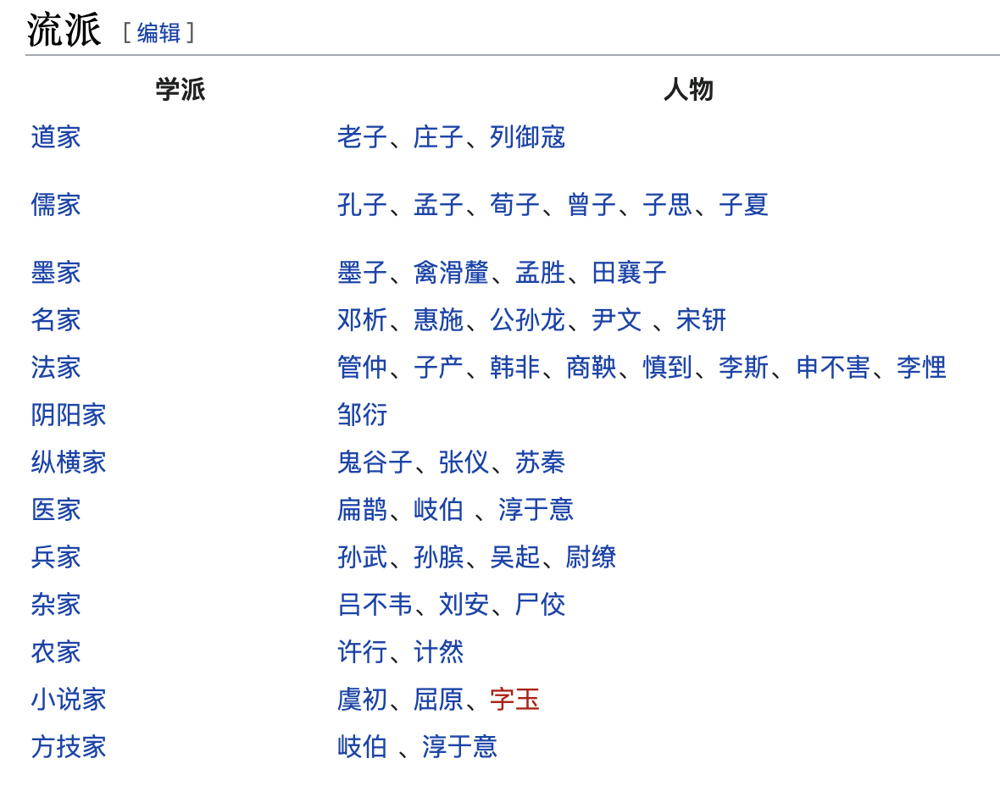 流派 [编辑]
学派 人物
道家 老子、庄子、列御寇
儒家 孔子、孟子、荀子、曾子、子思、子夏
墨家 墨子、禽滑釐、孟胜、田襄子
名家 邓析、惠施、公孙龙、尹文 、宋钘
法家 管仲、子产、韩非、商鞅、慎到、李斯、申不害、李悝
阴阳家 邹衍
纵横家 鬼谷子、张仪、苏秦
医家 扁鹊、岐伯 、淳于意
兵家 孙武、孙膑、吴起、尉缭
杂家 吕不韦、刘安、尸佼
农家 许行、计然
小说家 虞初、屈原、字玉
方技家 岐伯 、淳于意